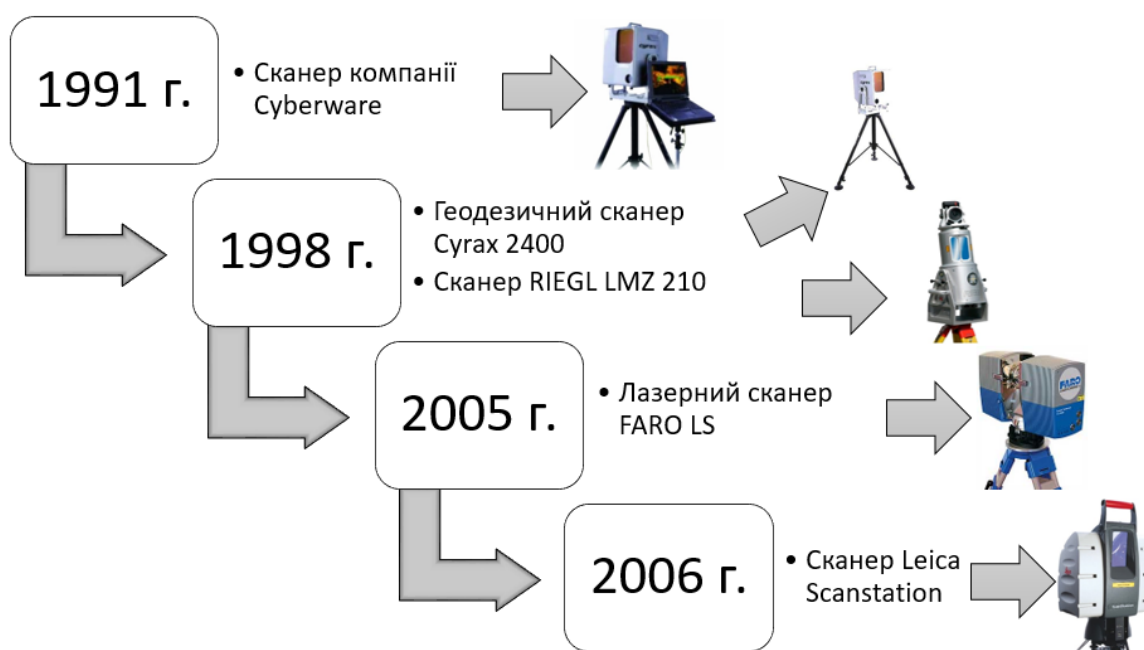 1991 г.
• Сканер компанії
Cyberware
1998 г.
• Геодезичний сканер
Cyrax 2400
• Сканер RIEGL LMZ 210
2005 г.
• Лазерний сканер
FARO LS
FARO
2006 г.
• Сканер Leica
Scanstation